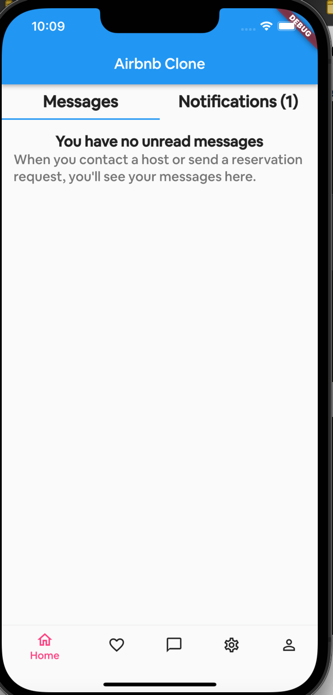 10:09
DEBUG
Airbnb Clone
Messages
Notifications (1)
You have no unread messages
When you contact a host or send a reservation
request, you'll see your messages here.
Home